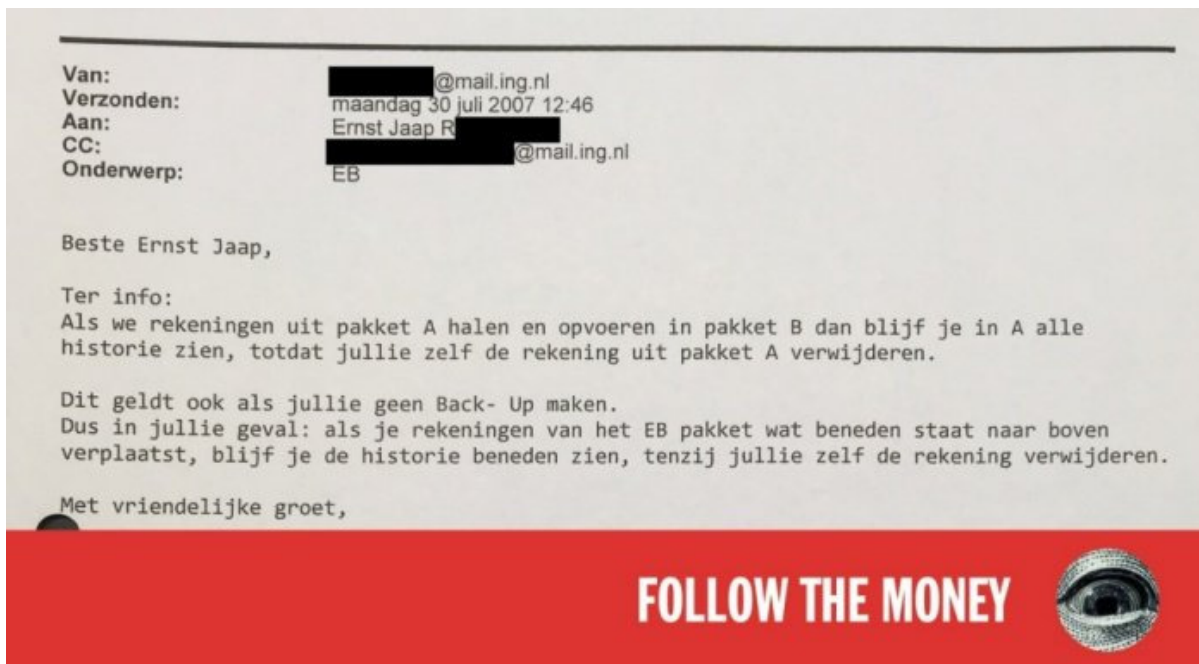 Van: @mail.ing.nl
Verzonden: maandag 30 juli 2007 12:46
Aan: Ernst Jaap R
CC: @mail.ing.nl
Onderwerp: EB
Beste Ernst Jaap,
Ter info:
Als we rekeningen uit pakket A halen en opvoeren in pakket B dan blijf je in A alle
historie zien, totdat jullie zelf de rekening uit pakket A verwijderen.
Dit geldt ook als jullie geen Back- Up maken.
Dus in jullie geval: als je rekeningen van het EB pakket wat beneden staat naar boven
verplaatst, blijf je de historie beneden zien, tenzij jullie zelf de rekening verwijderen.
Met vriendelijke groet,
FOLLOW THE MONEY